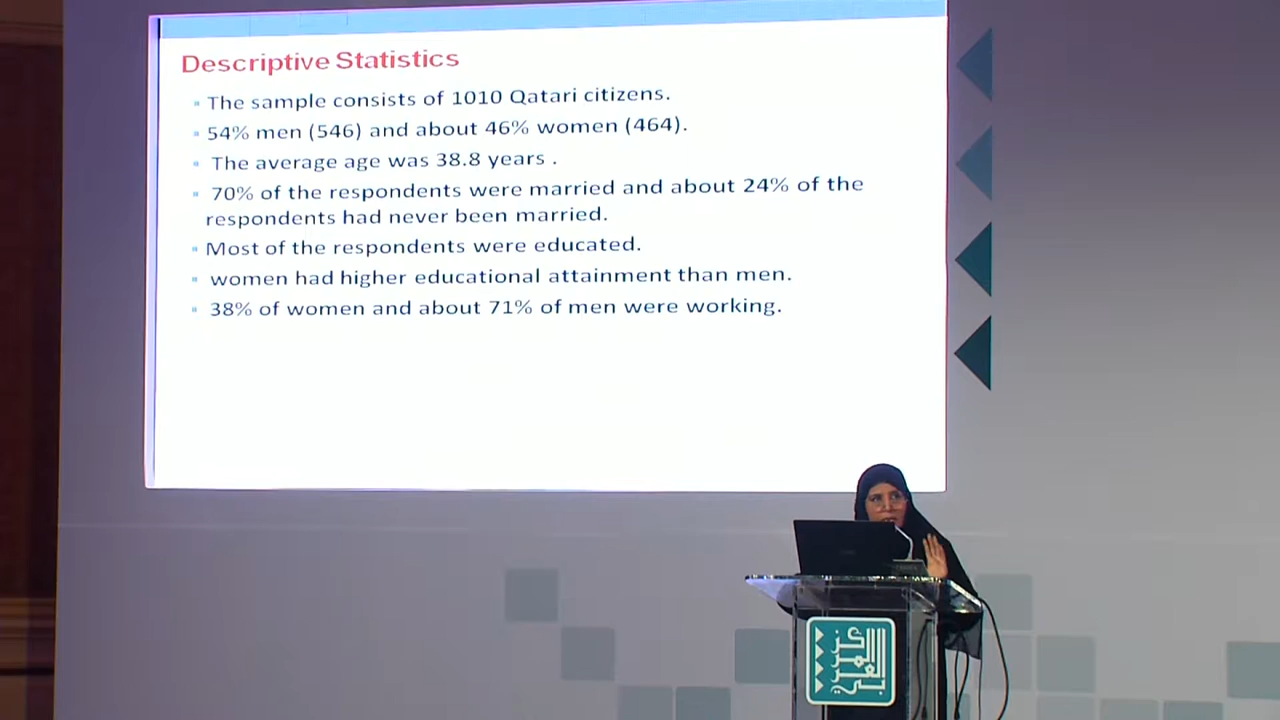 Descriptive Statistics
The sample consists of 1010 Qatari citizens.
54% men (546) and about 46% women (464).
The average age was 38.8 years .
70% of the respondents were married and about 24% of the
respondents had never been married.
Most of the respondents were educated.
women had higher educational attainment than men.
38% of women and about 71% of men were working.